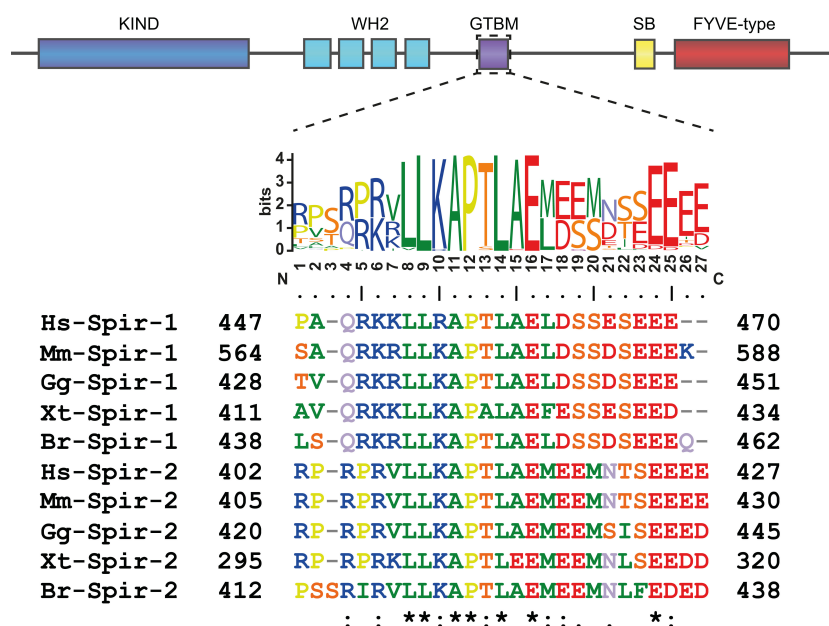 KIND WH2 GTBM SB FYVE-type
bits
4
3
2
1
0
1 2 3 4 5 6 7 8 9 10 11 12 13 14 15 16 17 18 19 20 21 22 23 24 25 26 27
N C
Hs-Spir-1 447 PA-QRKKLLRAPTLAELDSSESEEE-- 470
Mm-Spir-1 564 SA-QRKRLLKAPTLAELDSSDSEEEK- 588
Gg-Spir-1 428 TV-QRKRLLKAPTLAELDSSDSEEE-- 451
Xt-Spir-1 411 AV-QRKKLLKAPALAEFESSESEED-- 434
Br-Spir-1 438 LS-QRKRLLKAPTLAELDSSDSEEEQ- 462
Hs-Spir-2 402 RP-RPRVLLKAPTLAEMEEMNTSEEEE 427
Mm-Spir-2 405 RP-RPRVLLKAPTLAEMEEMNTSEEEE 430
Gg-Spir-2 420 RP-RPRVLLKAPTLAEMEEMSISEEED 445
Xt-Spir-2 295 RP-RPRKLLKAPTLEEMEEMNLSEEDD 320
Br-Spir-2 412 PSSRIRVLLKAPTLAEMEEMNLFEDED 438
: : ** **:* *::. . *: